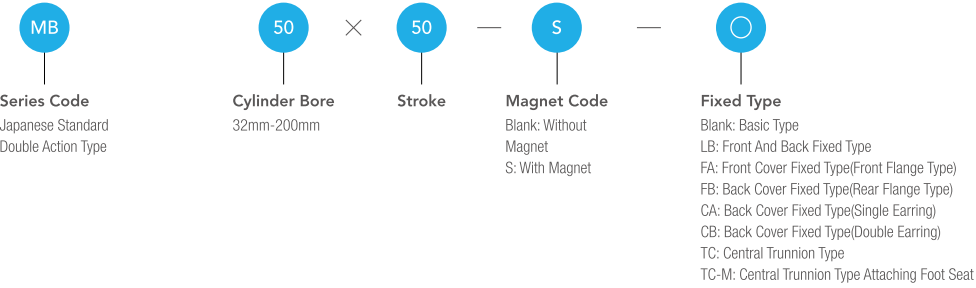 MB 50 × 50 — S — ○
Series Code
Japanese Standard
Double Action Type
Cylinder Bore
32mm-200mm
Stroke
Magnet Code
Blank: Without
Magnet
S: With Magnet
Fixed Type
Blank: Basic Type
LB: Front And Back Fixed Type
FA: Front Cover Fixed Type(Front Flange Type)
FB: Back Cover Fixed Type(Rear Flange Type)
CA: Back Cover Fixed Type(Single Earring)
CB: Back Cover Fixed Type(Double Earring)
TC: Central Trunnion Type
TC-M: Central Trunnion Type Attaching Foot Seat